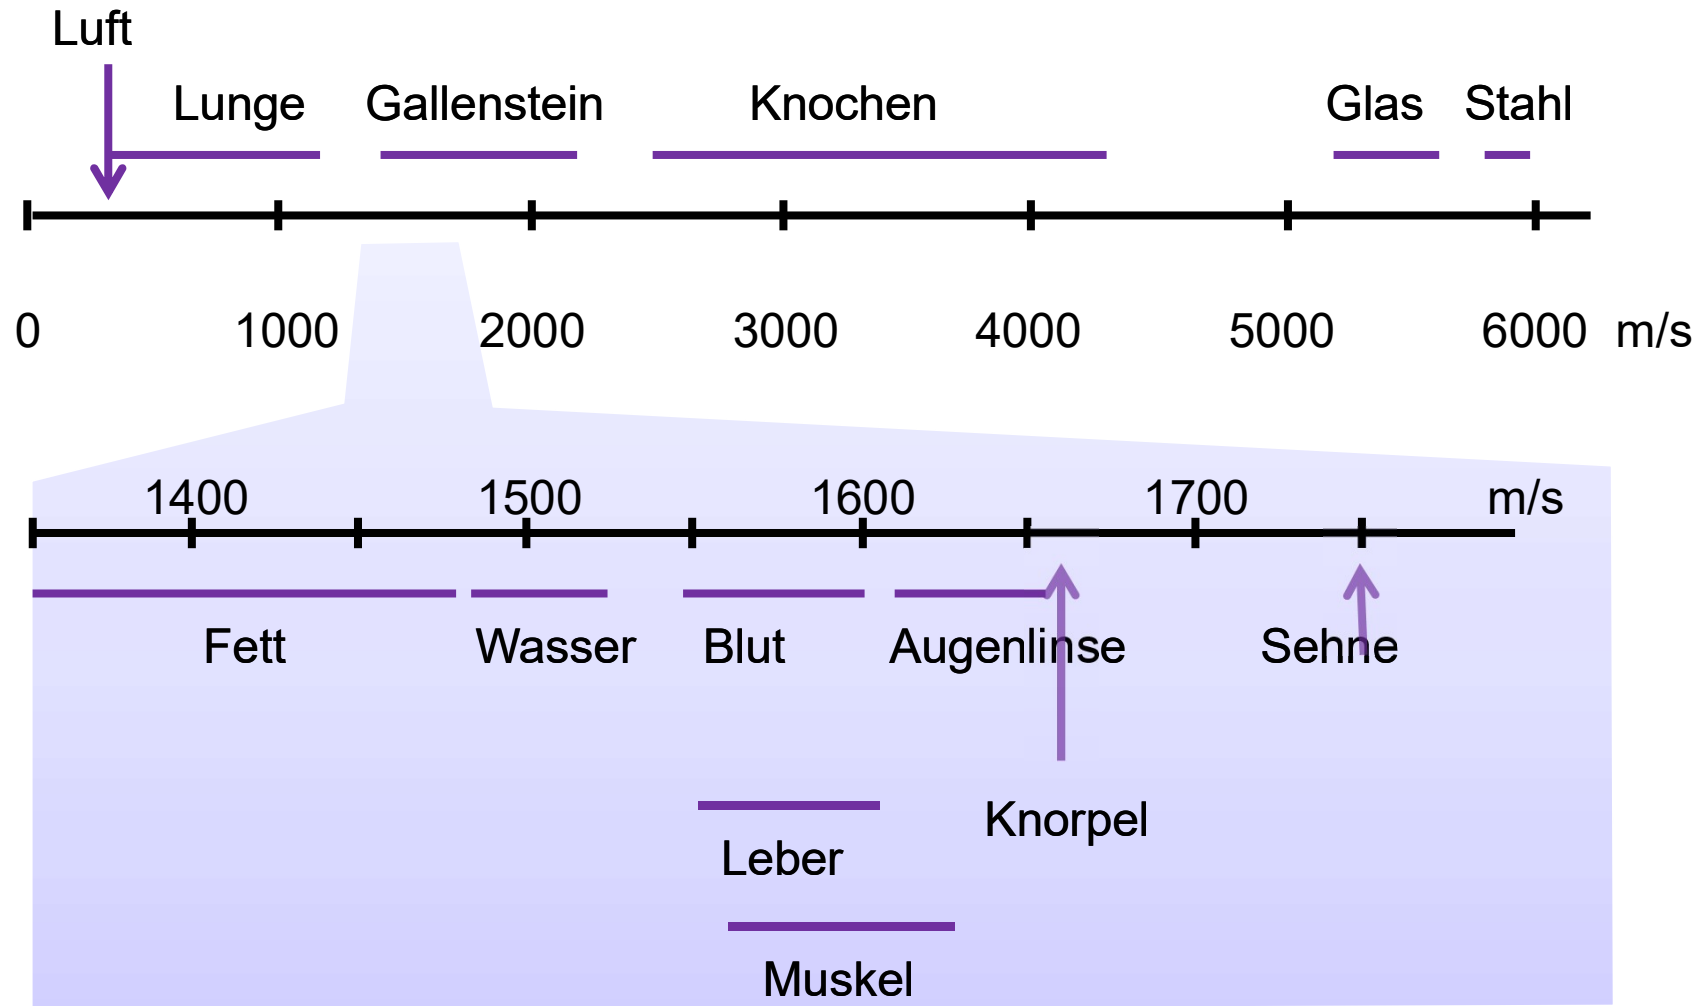 Luft
Lunge Gallenstein Knochen Glas Stahl
0 1000 2000 3000 4000 5000 6000 m/s
1400 1500 1600 1700 m/s
Fett Wasser Blut Augenlinse Sehne
Knorpel
Leber
Muskel